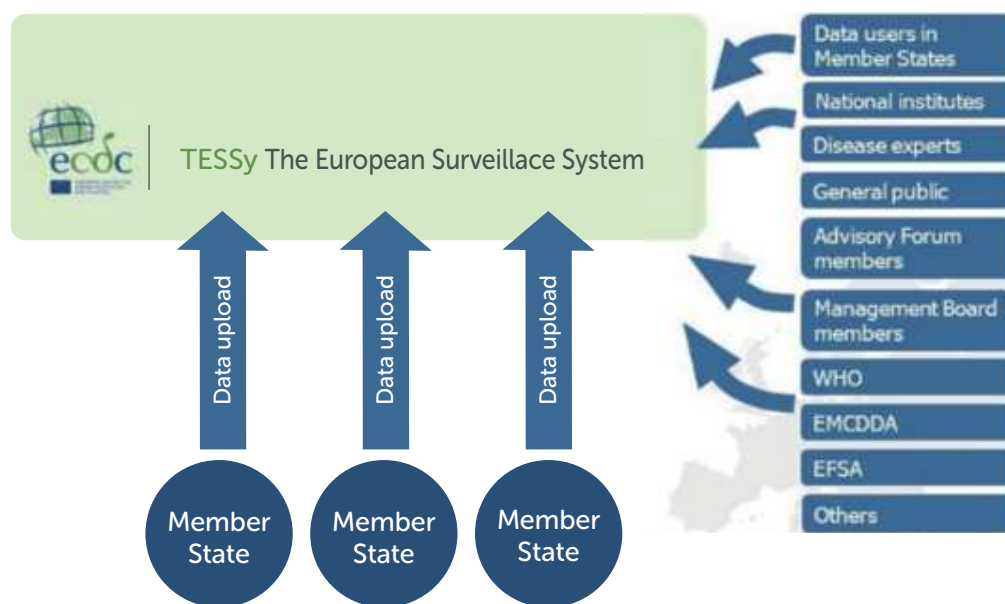 ecdc
TESSy The European Surveillace System
Data upload
Data upload
Data upload
Member
State
Member
State
Member
State
Data users in
Member States
National institutes
Disease experts
General public
Advisory Forum
members
Management Board
members
WHO
EMCDDA
EFSA
Others